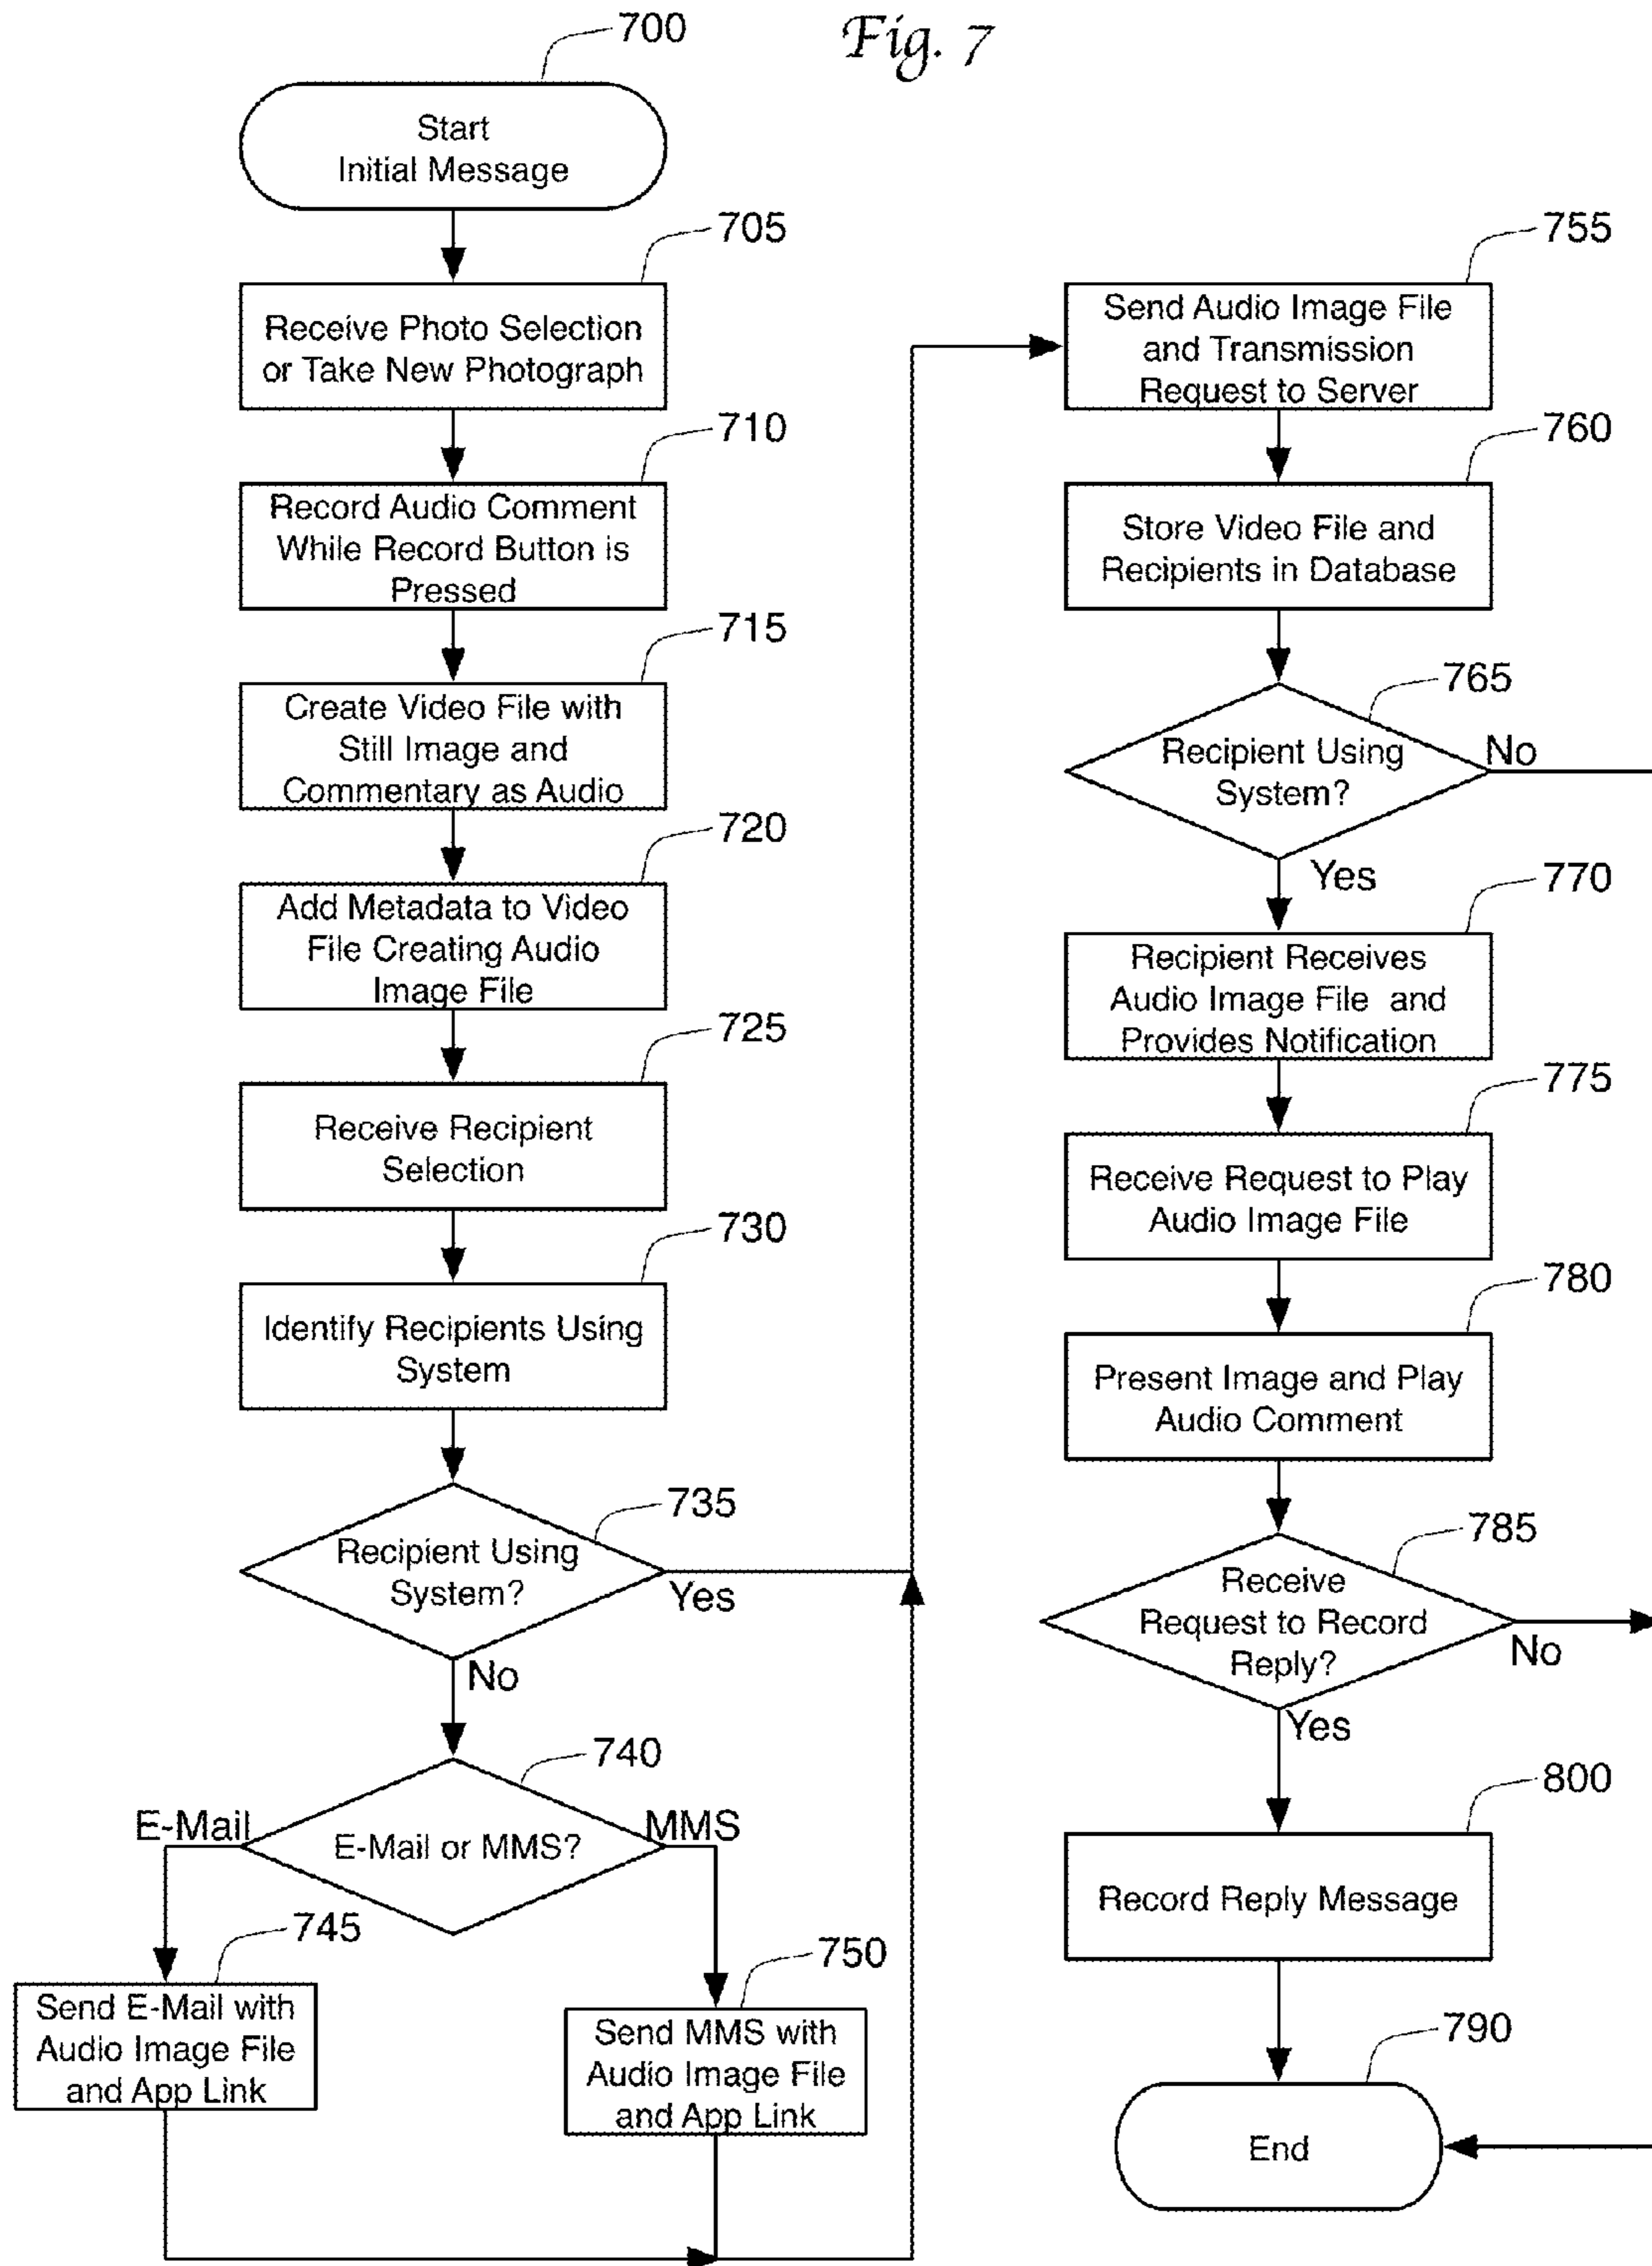 Fig. 7
700
Start
Initial Message
705
Receive Photo Selection
or Take New Photograph
710
Record Audio Comment
While Record Button is
Pressed
715
Create Video File with
Still Image and
Commentary as Audio
720
Add Metadata to Video
File Creating Audio
Image File
725
Receive Recipient
Selection
730
Identify Recipients Using
System
735
Recipient Using
System?
Yes
No
740
E-Mail
E-Mail or MMS?
MMS
745
Send E-Mail with
Audio Image File
and App Link
750
Send MMS with
Audio Image File
and App Link
755
Send Audio Image File
and Transmission
Request to Server
760
Store Video File and
Recipients in Database
765
Recipient Using
System?
No
Yes
770
Recipient Receives
Audio Image File and
Provides Notification
775
Receive Request to Play
Audio Image File
780
Present Image and Play
Audio Comment
785
Receive
Request to Record
Reply?
No
Yes
800
Record Reply Message
790
End